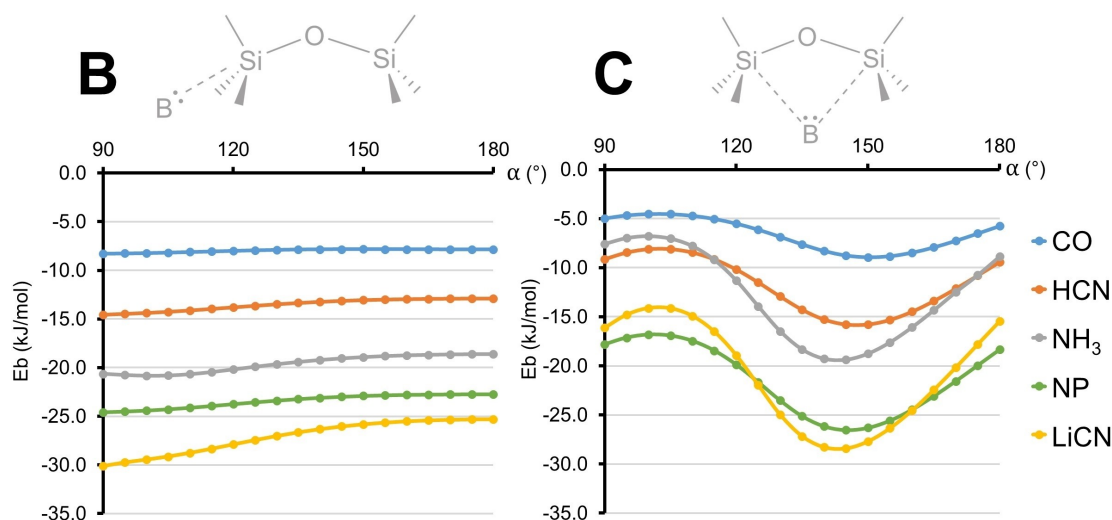 B
Si
O
Si
B
90
120
150
180
α (°)
0.0
-5.0
-10.0
-15.0
-20.0
-25.0
-30.0
-35.0
Eb (kJ/mol)
C
Si
O
Si
B
90
120
150
180
α (°)
0.0
-5.0
-10.0
-15.0
-20.0
-25.0
-30.0
-35.0
Eb (kJ/mol)
CO
HCN
NH₃
NP
LiCN